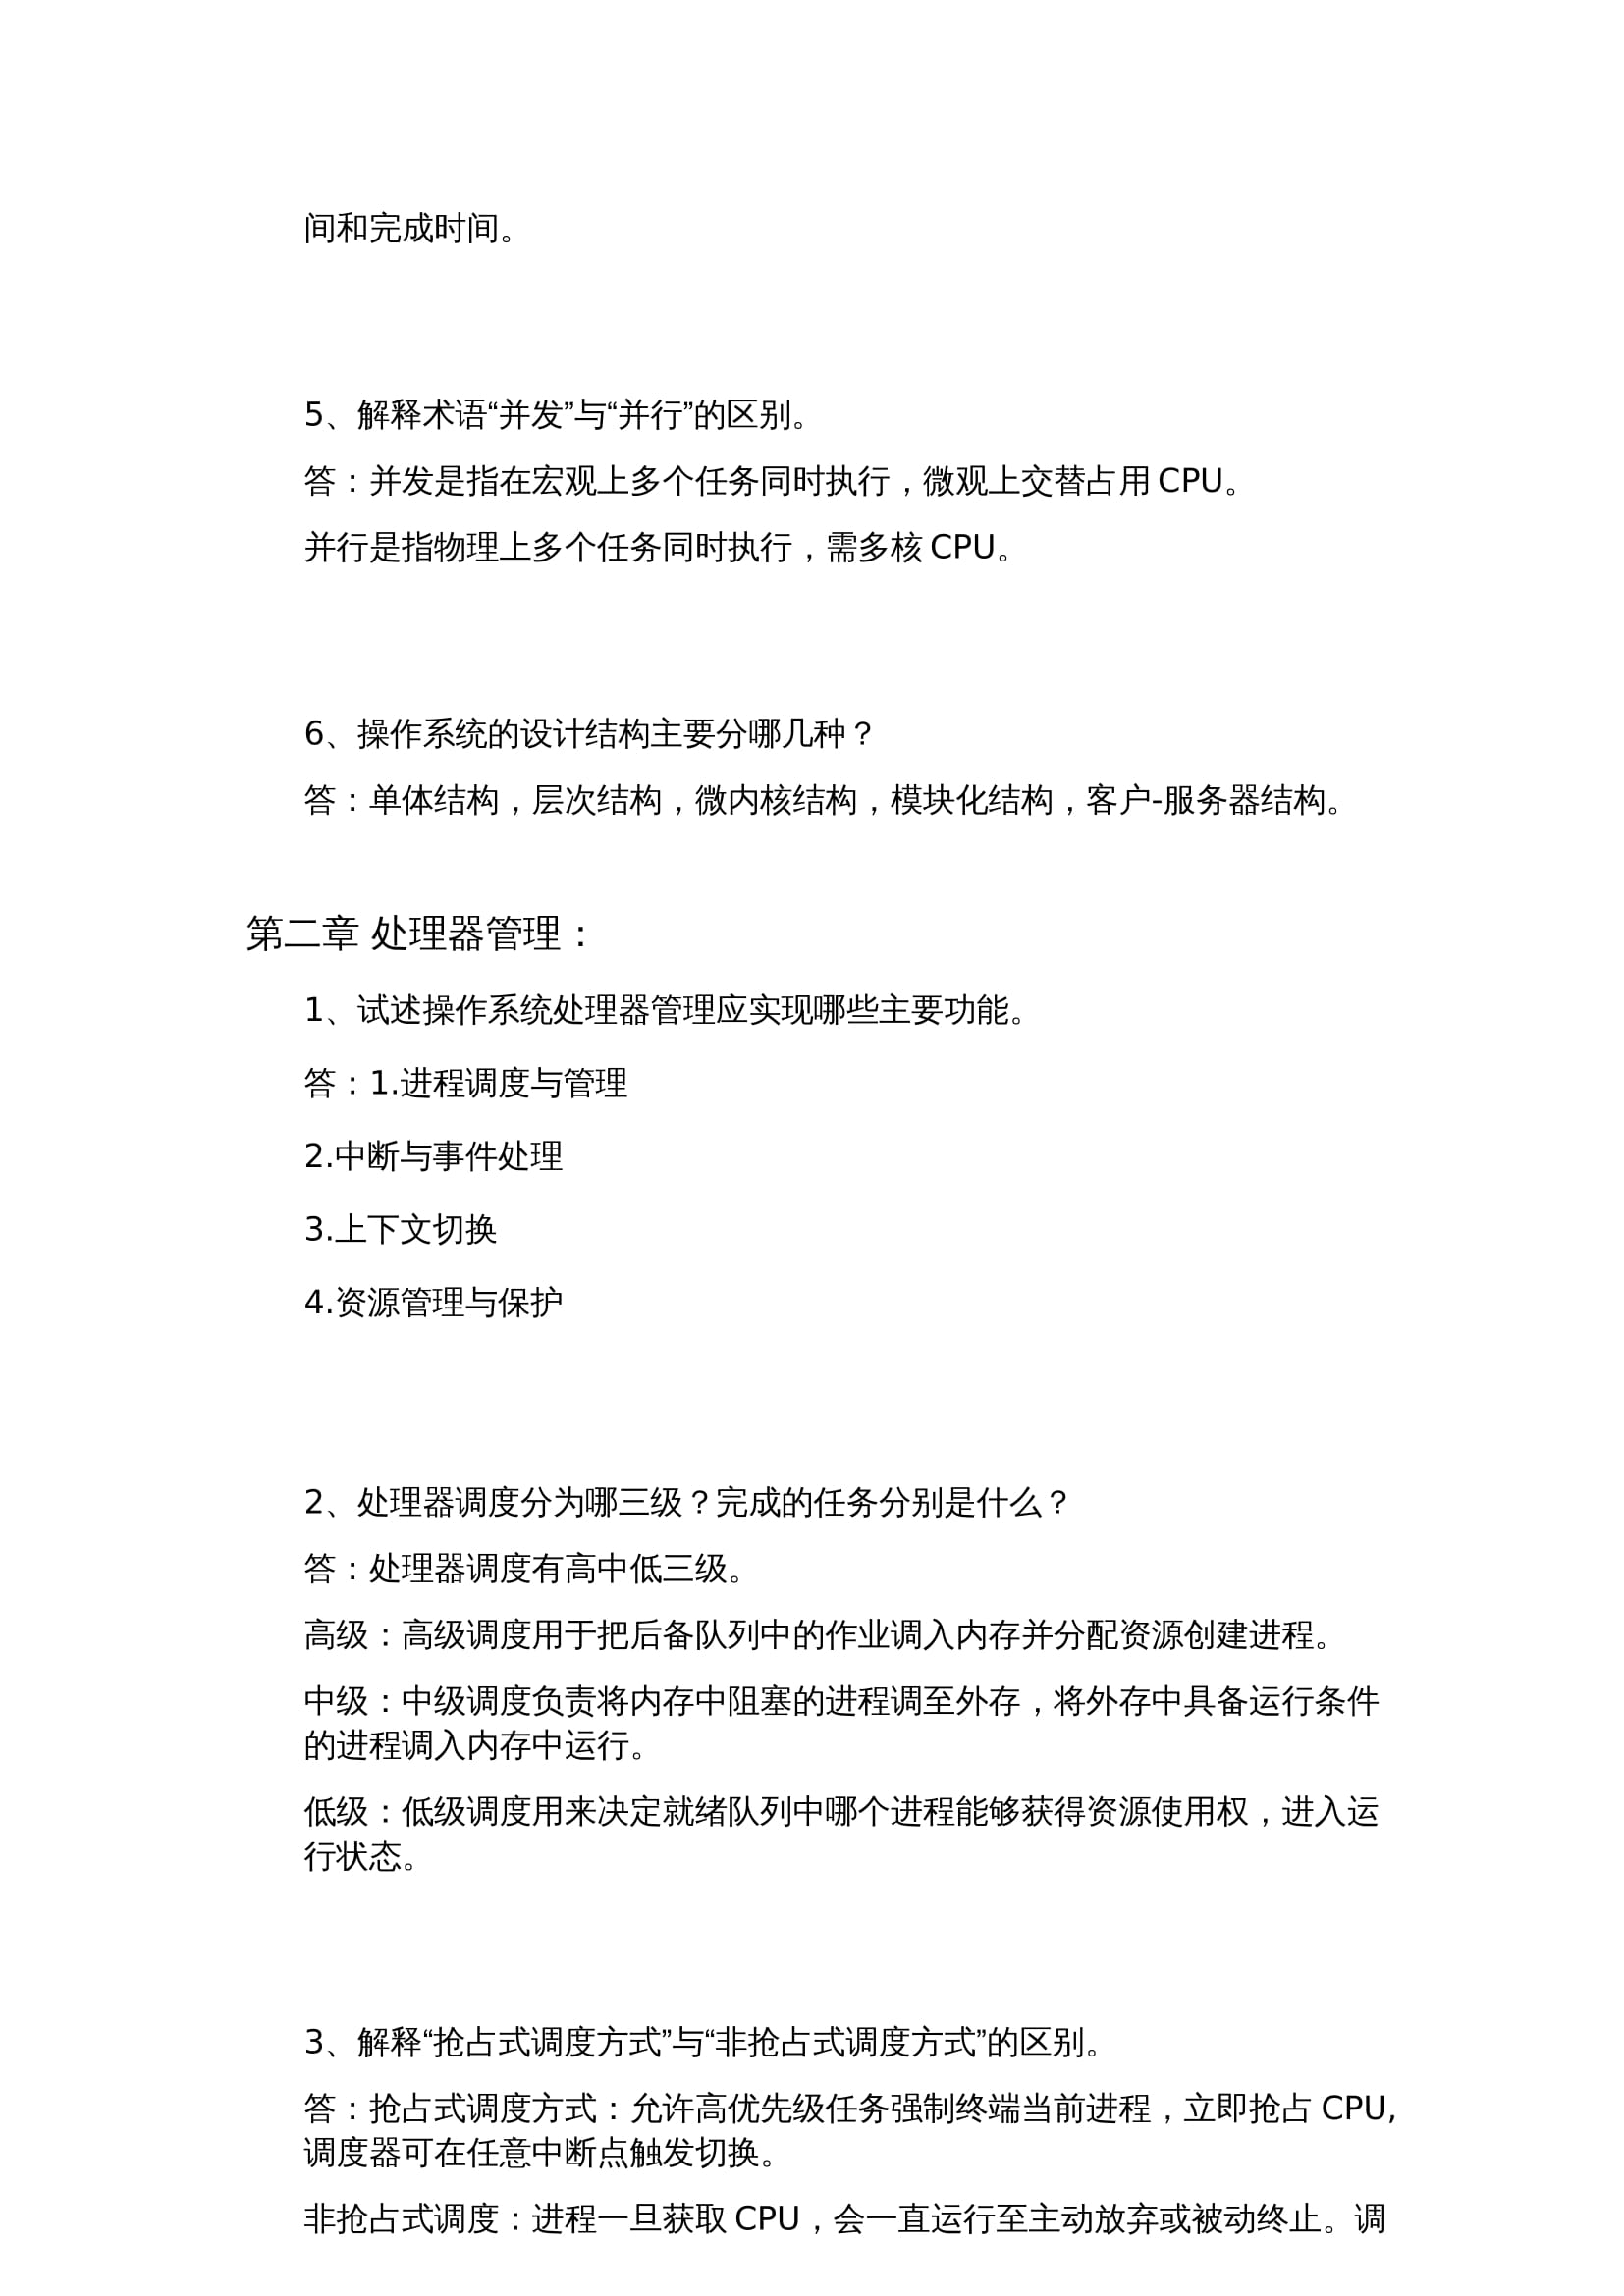 间和完成时间。
5、解释术语“并发”与“并行”的区别。
答：并发是指在宏观上多个任务同时执行，微观上交替占用 CPU。
并行是指物理上多个任务同时执行，需多核 CPU。
6、操作系统的设计结构主要分哪几种？
答：单体结构，层次结构，微内核结构，模块化结构，客户-服务器结构。
第二章 处理器管理：
1、试述操作系统处理器管理应实现哪些主要功能。
答：1.进程调度与管理
2.中断与事件处理
3.上下文切换
4.资源管理与保护
2、处理器调度分为哪三级？完成的任务分别是什么？
答：处理器调度有高中低三级。
高级：高级调度用于把后备队列中的作业调入内存并分配资源创建进程。
中级：中级调度负责将内存中阻塞的进程调至外存，将外存中具备运行条件
的进程调入内存中运行。
低级：低级调度用来决定就绪队列中哪个进程能够获得资源使用权，进入运
行状态。
3、解释“抢占式调度方式”与“非抢占式调度方式”的区别。
答：抢占式调度方式：允许高优先级任务强制终端当前进程，立即抢占 CPU,
调度器可在任意中断点触发切换。
非抢占式调度：进程一旦获取 CPU，会一直运行至主动放弃或被动终止。调